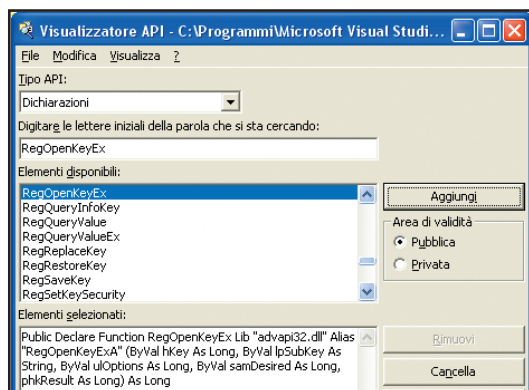 Visualizzatore API - C:\Programmi\Microsoft Visual Studi...
File Modifica Visualizza ?
Tipo API:
Dichiarazioni
Digitare le lettere iniziali della parola che si sta cercando:
RegOpenKeyEx
Elementi disponibili:
RegOpenKeyEx
RegQueryInfoKey
RegQueryValue
RegQueryValueEx
RegReplaceKey
RegRestoreKey
RegSaveKey
RegSetKeySecurity
Aggiungi
Area di validità
Pubblica
Privata
Elementi selezionati:
Public Declare Function RegOpenKeyEx Lib "advapi32.dll" Alias
"RegOpenKeyExA" (ByVal hKey As Long, ByVal lpSubKey As
String, ByVal ulOptions As Long, ByVal samDesired As Long,
phkResult As Long) As Long
Rimuovi
Cancella